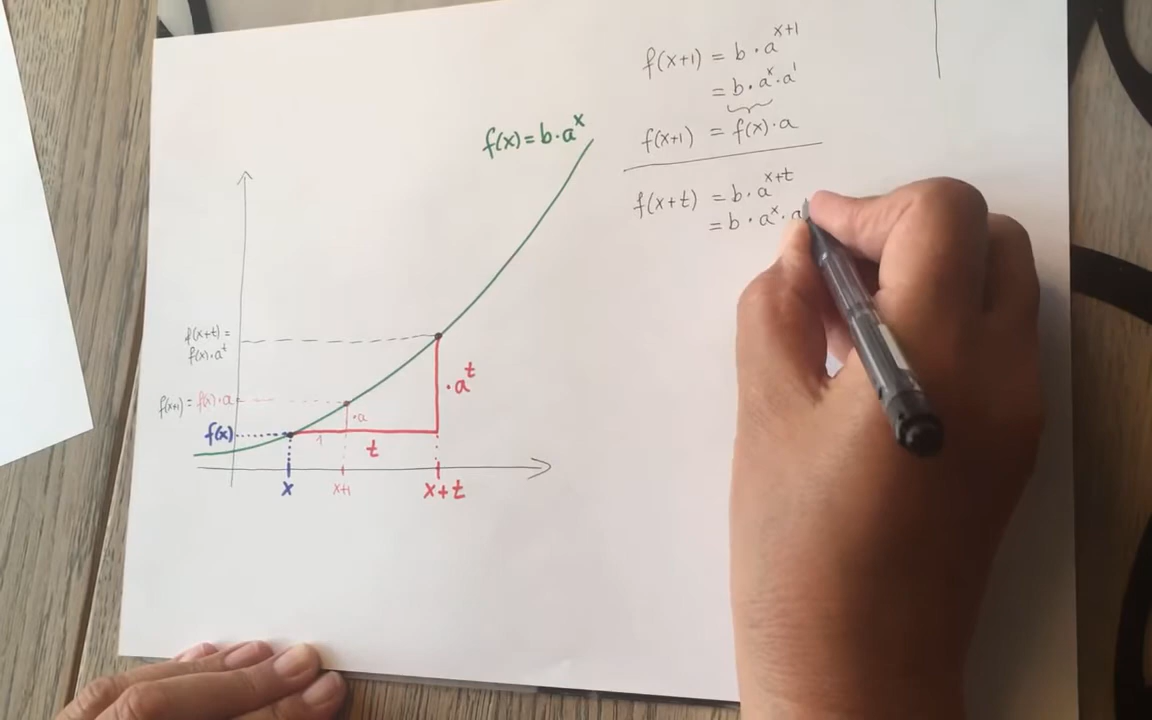 f(x+1) = b · a^{x+1}
= b · a^x · a^1
f(x+1) = f(x) · a
f(x+t) = b · a^{x+t}
= b · a^x · a
f(x) = b · a^x
f(x+t) =
f(x) · a^t
f(x+1) = f(x) · a
f(x)
· a
1
t
· a^t
x
x+1
x+t